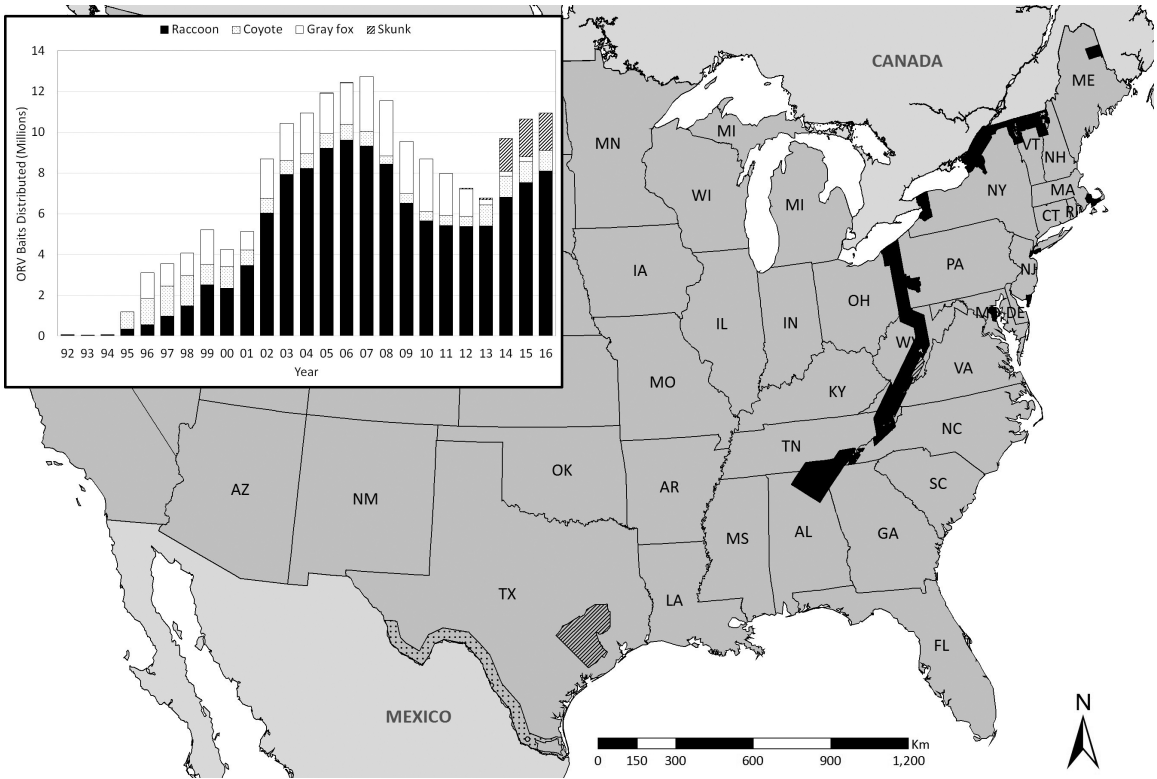 Raccoon Coyote Gray fox Skunk
ORV Baits Distributed (Millions)
14
12
10
8
6
4
2
0
92 93 94 95 96 97 98 99 00 01 02 03 04 05 06 07 08 09 10 11 12 13 14 15 16
Year
CANADA
ME
MN
MI
VT
NH
NY
WI
MI
MA
CT RI
IA
PA
NJ
OH
IL
IN
MD DE
WV
MO
VA
KY
NC
TN
OK
AZ
NM
AR
SC
MS
AL
GA
TX
LA
FL
MEXICO
N
Km
0 150 300 600 900 1,200